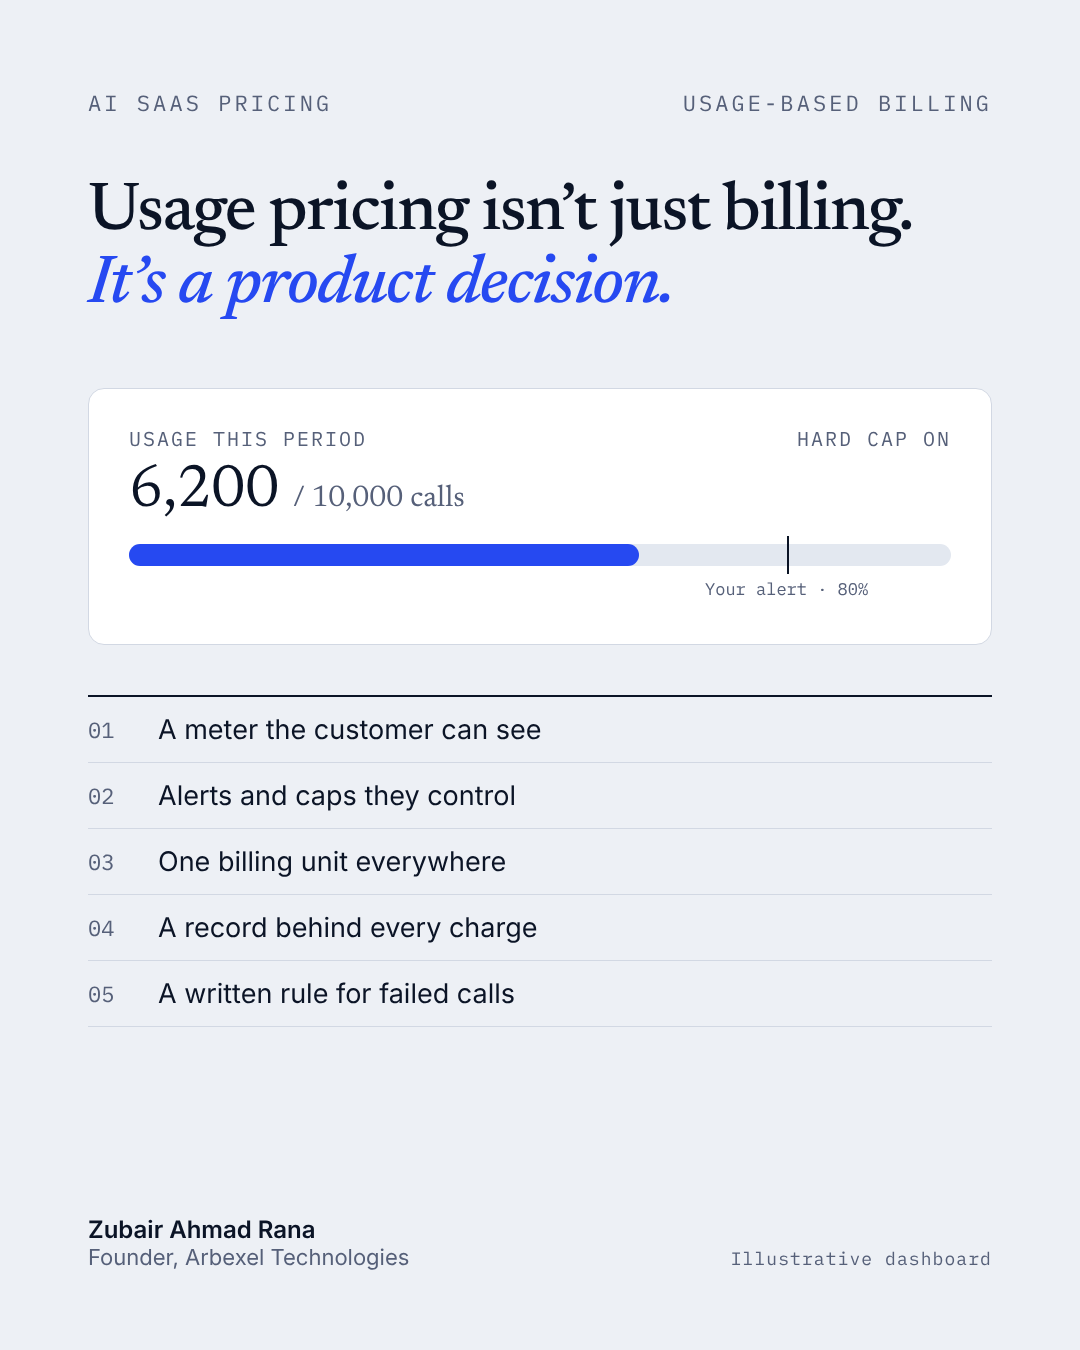 AI SAAS PRICING
USAGE-BASED BILLING
Usage pricing isn’t just billing.
It’s a product decision.
USAGE THIS PERIOD
HARD CAP ON
6,200 / 10,000 calls
Your alert · 80%
01 A meter the customer can see
02 Alerts and caps they control
03 One billing unit everywhere
04 A record behind every charge
05 A written rule for failed calls
Zubair Ahmad Rana
Founder, Arbexel Technologies
Illustrative dashboard